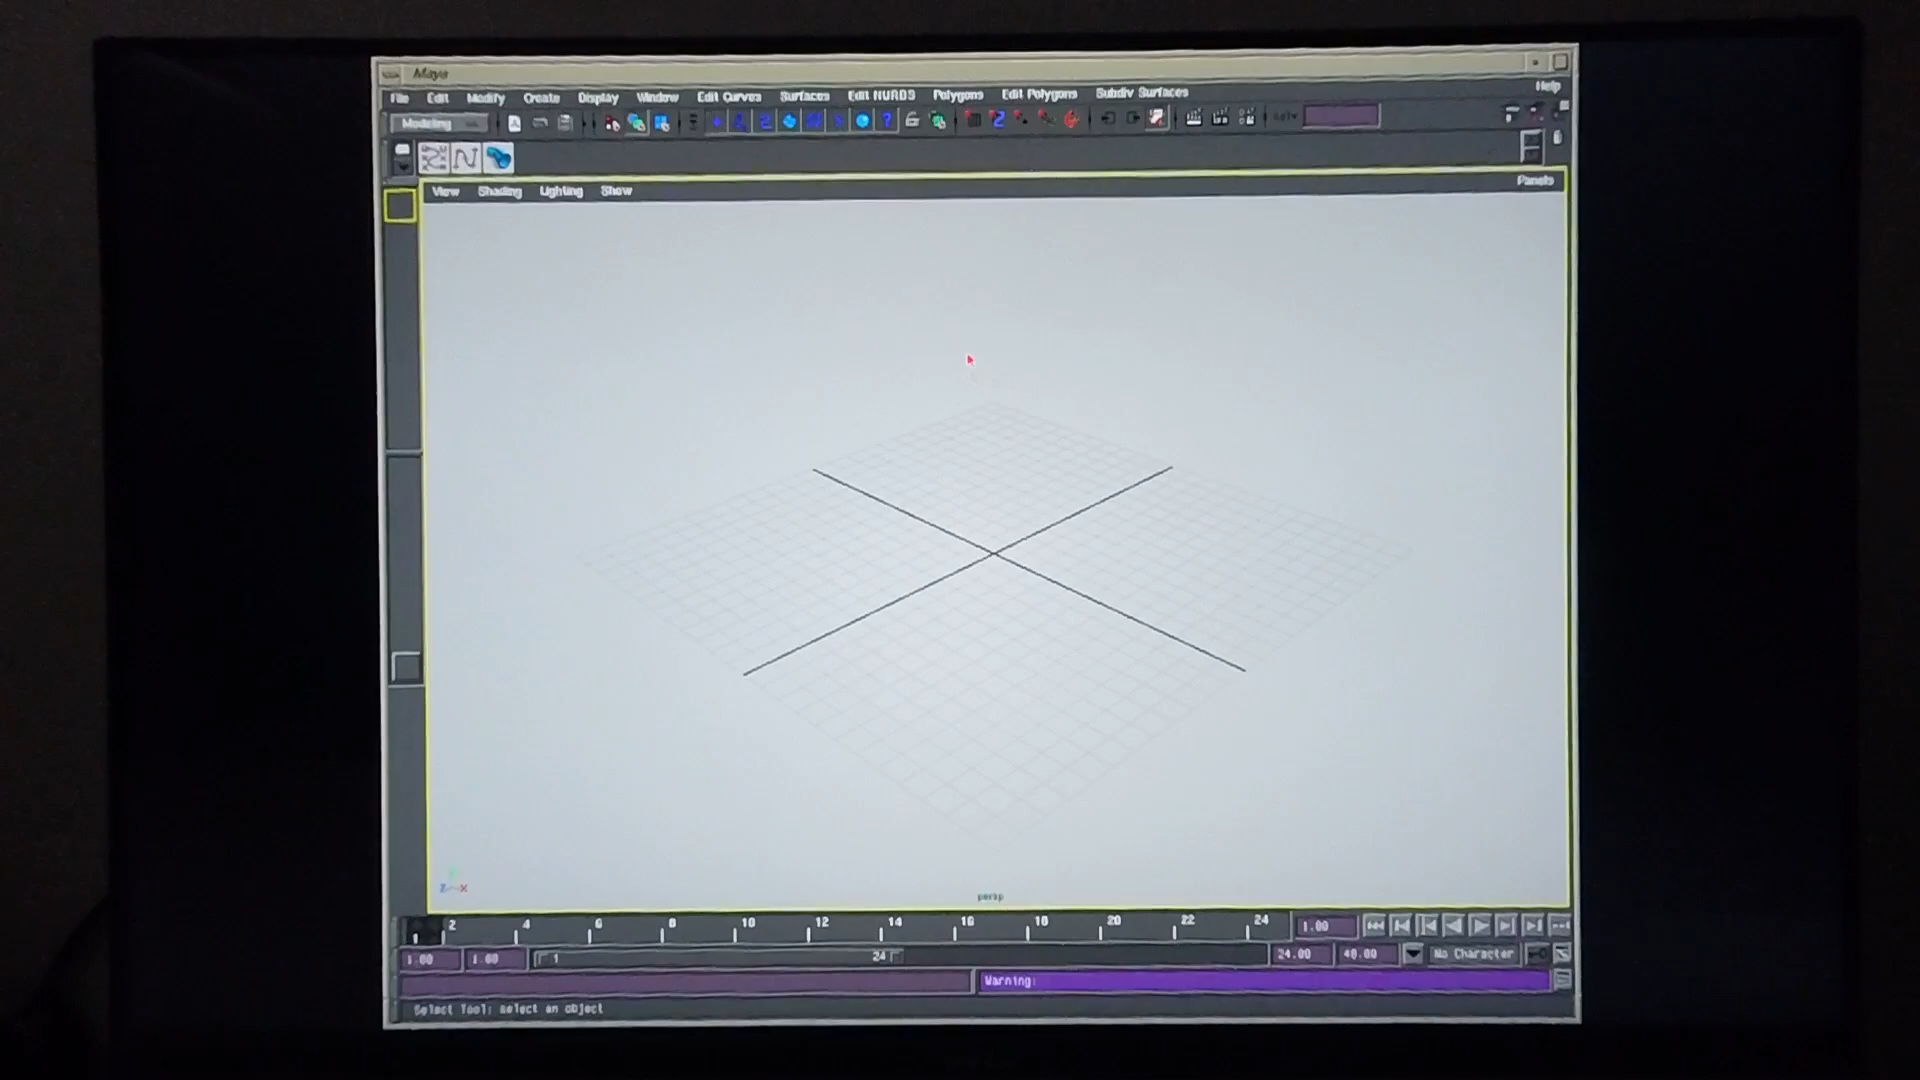 Maya
File Edit Modify Create Display Window Edit Curves Surfaces Edit NURBS Polygons Edit Polygons Subdiv Surfaces Help
Modeling
View Shading Lighting Show Panels
Z X
persp
2 4 6 8 10 12 14 16 18 20 22 24 1.00
1.00 1.00 1 24 24.00 48.00 No Character
Warning:
Select Tool: select an object